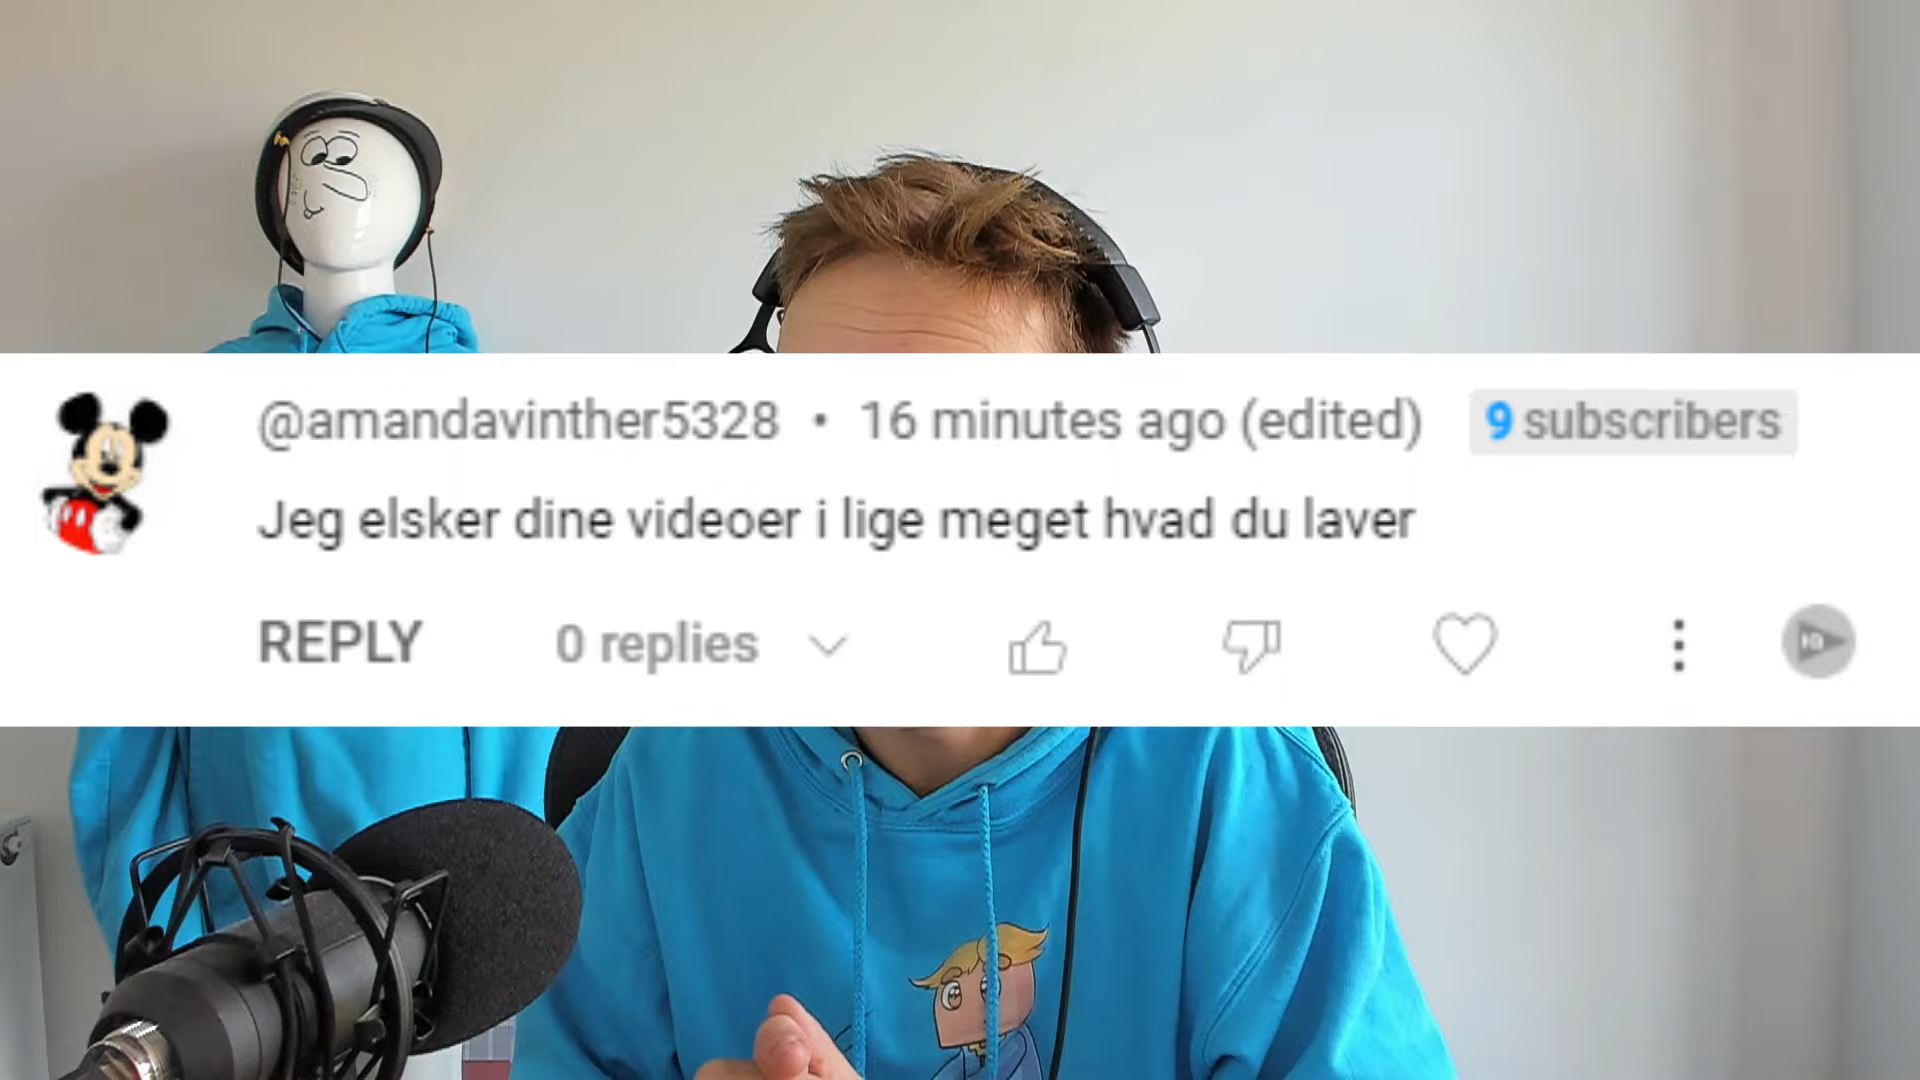 @amandavinther5328 • 16 minutes ago (edited) 9 subscribers
Jeg elsker dine videoer i lige meget hvad du laver
REPLY 0 replies